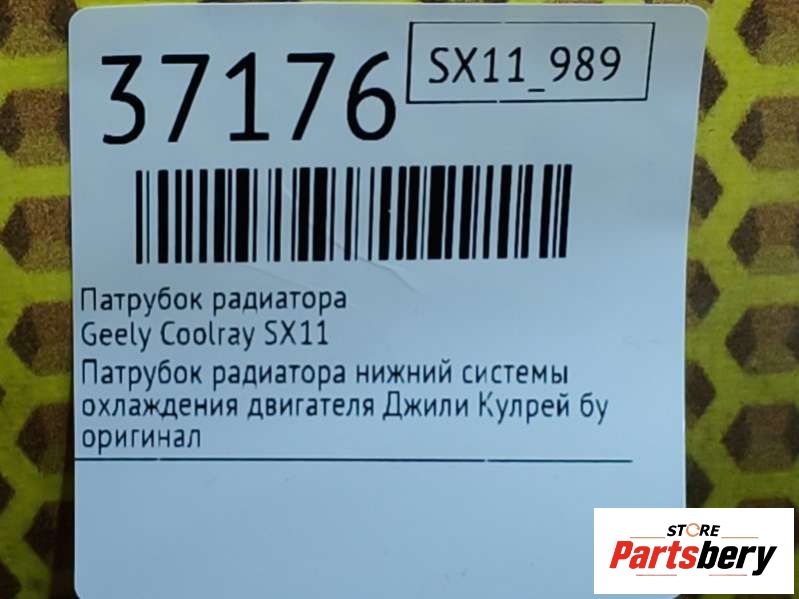 37176
SX11_989
Патрубок радиатора
Geely Coolray SX11
Патрубок радиатора нижний системы
охлаждения двигателя Джили Кулрей бу
оригинал
STORE
Partsbery